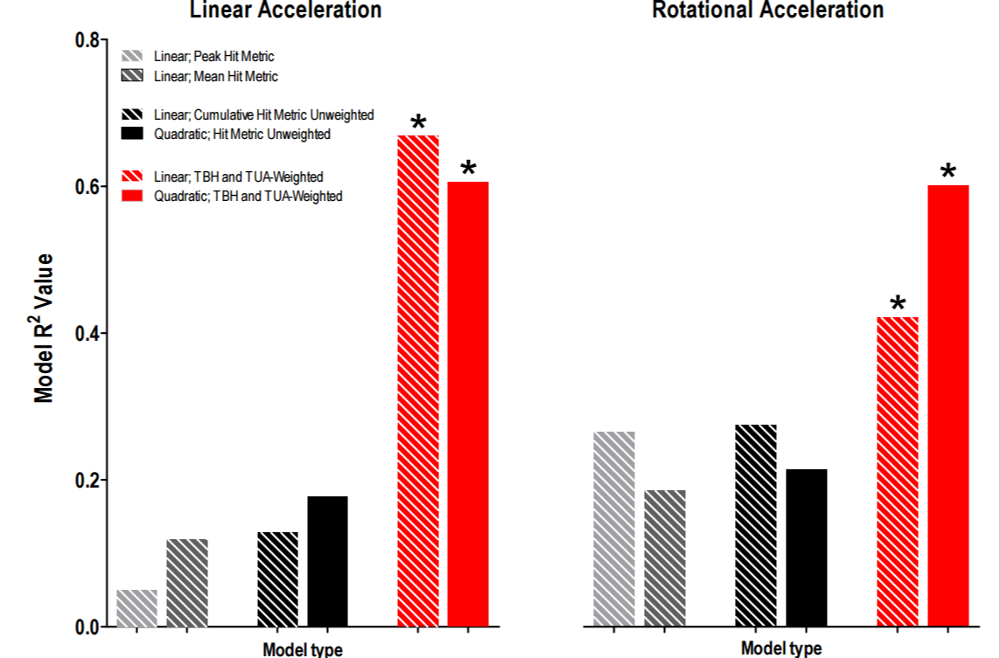 Linear Acceleration
Rotational Acceleration
0.8
Linear; Peak Hit Metric
Linear; Mean Hit Metric
Linear; Cumulative Hit Metric Unweighted
Quadratic; Hit Metric Unweighted
Linear; TBH and TUA-Weighted
Quadratic; TBH and TUA-Weighted
*
*
*
*
0.6
Model R² Value
0.4
0.2
0.0
Model type
Model type